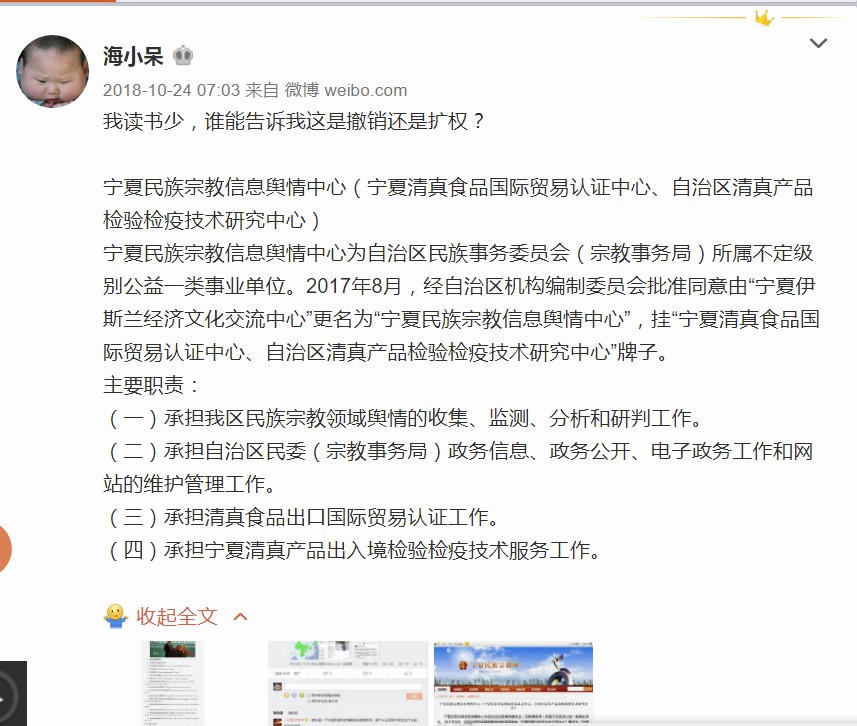 海小呆
2018-10-24 07:03 来自 微博 weibo.com
我读书少，谁能告诉我这是撤销还是扩权？
宁夏民族宗教信息舆情中心（宁夏清真食品国际贸易认证中心、自治区清真产品
检验检疫技术研究中心）
宁夏民族宗教信息舆情中心为自治区民族事务委员会（宗教事务局）所属不定级
别公益一类事业单位。2017年8月，经自治区机构编制委员会批准同意由“宁夏伊
斯兰经济文化交流中心”更名为“宁夏民族宗教信息舆情中心”，挂“宁夏清真食品国
际贸易认证中心、自治区清真产品检验检疫技术研究中心”牌子。
主要职责：
（一）承担我区民族宗教领域舆情的收集、监测、分析和研判工作。
（二）承担自治区民委（宗教事务局）政务信息、政务公开、电子政务工作和网
站的维护管理工作。
（三）承担清真食品出口国际贸易认证工作。
（四）承担宁夏清真产品出入境检验检疫技术服务工作。
收起全文